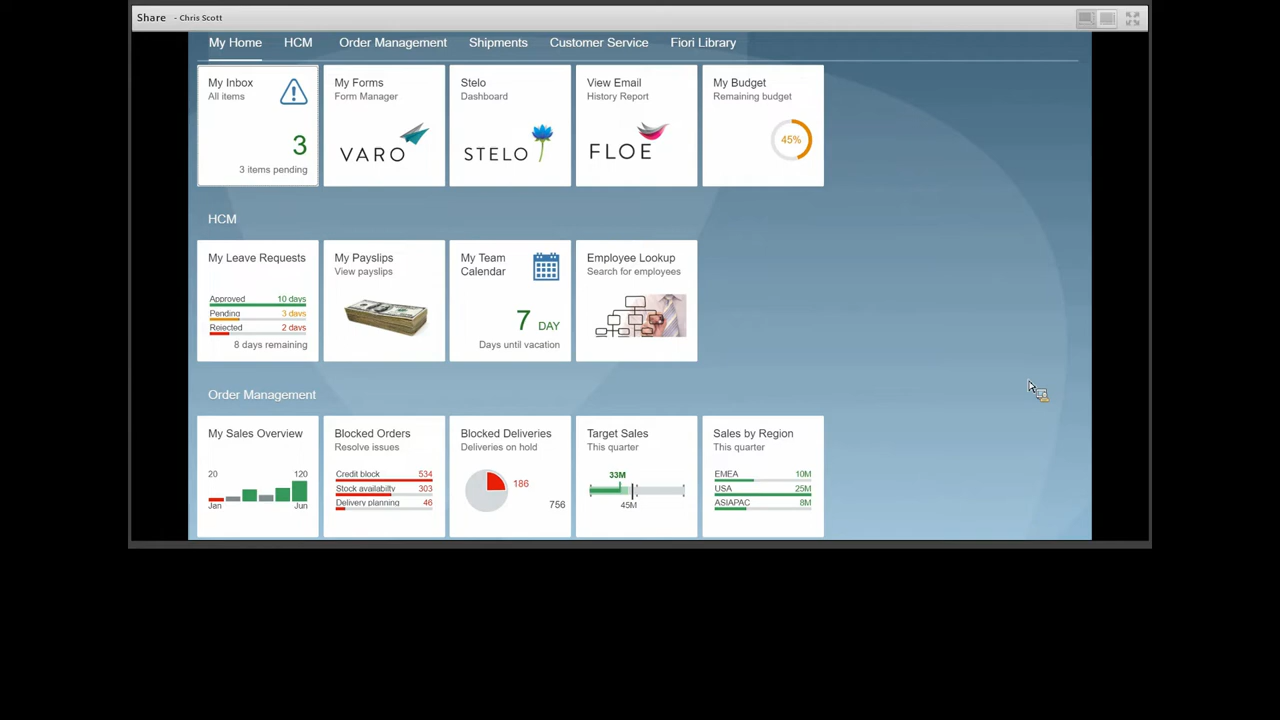 Share - Chris Scott
My Home HCM Order Management Shipments Customer Service Fiori Library
My Inbox
All items
3
3 items pending
My Forms
Form Manager
VARO
Stelo
Dashboard
STELO
View Email
History Report
FLOE
My Budget
Remaining budget
45%
HCM
My Leave Requests
Approved 10 days
Pending 3 days
Rejected 2 days
8 days remaining
My Payslips
View payslips
My Team
Calendar
7 DAY
Days until vacation
Employee Lookup
Search for employees
Order Management
My Sales Overview
20 120
Jan Jun
Blocked Orders
Resolve issues
Credit block 534
Stock availability 303
Delivery planning 46
Blocked Deliveries
Deliveries on hold
186
756
Target Sales
This quarter
33M
45M
Sales by Region
This quarter
EMEA 10M
USA 25M
ASIAPAC 8M